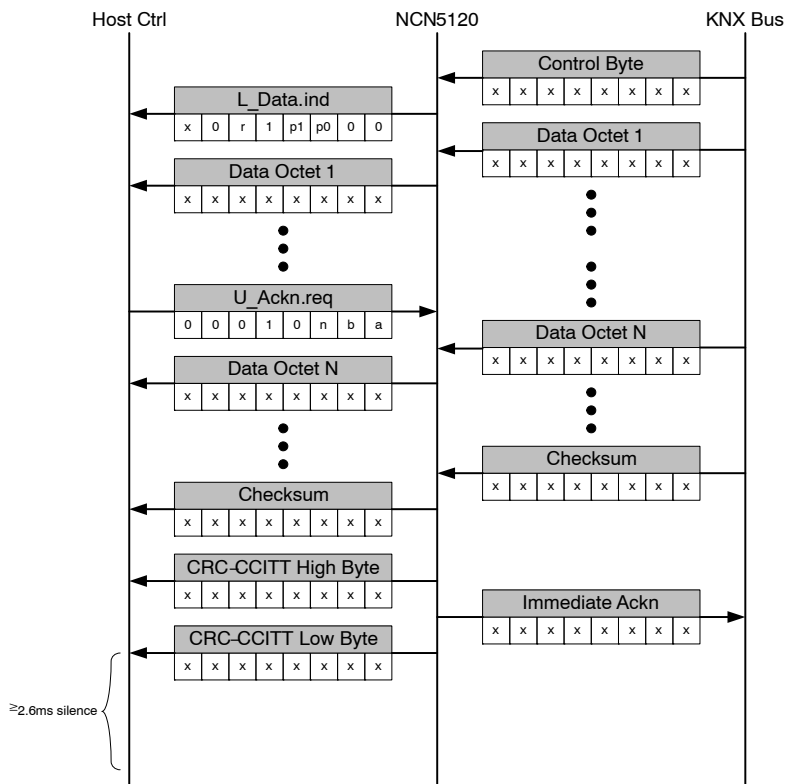 Host Ctrl NCN5120 KNX Bus
Control Byte
x x x x x x x x
L_Data.ind
x 0 r 1 p1 p0 0 0
Data Octet 1
x x x x x x x x
Data Octet 1
x x x x x x x x
U_Ackn.req
0 0 0 1 0 n b a
Data Octet N
x x x x x x x x
Data Octet N
x x x x x x x x
Checksum
x x x x x x x x
Checksum
x x x x x x x x
CRC-CCITT High Byte
x x x x x x x x
Immediate Ackn
x x x x x x x x
CRC-CCITT Low Byte
x x x x x x x x
≧2.6ms silence